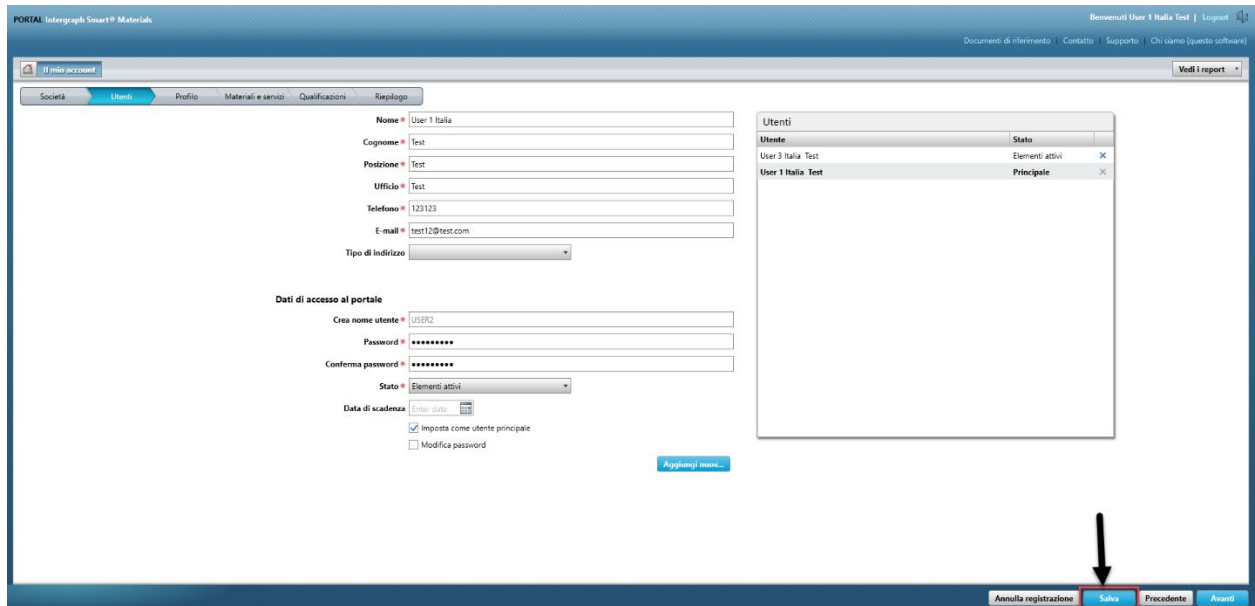 PORTAL Intergraph Smart® Materials
Benvenuti User 1 Italia Test | Logout
Documenti di riferimento | Contatto | Supporto | Chi siamo (questo software)
Il mio account
Vedi i report
Società
Utenti
Profilo
Materiali e servizi
Qualificazioni
Riepilogo
Nome * User 1 Italia
Cognome * Test
Posizione * Test
Ufficio * Test
Telefono * 123123
E-mail * test12@test.com
Tipo di indirizzo
Dati di accesso al portale
Crea nome utente * USER2
Password * •••••••••
Conferma password * •••••••••
Stato * Elementi attivi
Data di scadenza Enter date
Imposta come utente principale
Modifica password
Aggiungi nuov...
Utenti
Utente Stato
User 3 Italia Test Elementi attivi ×
User 1 Italia Test Principale ×
Annulla registrazione
Salva
Precedente
Avanti